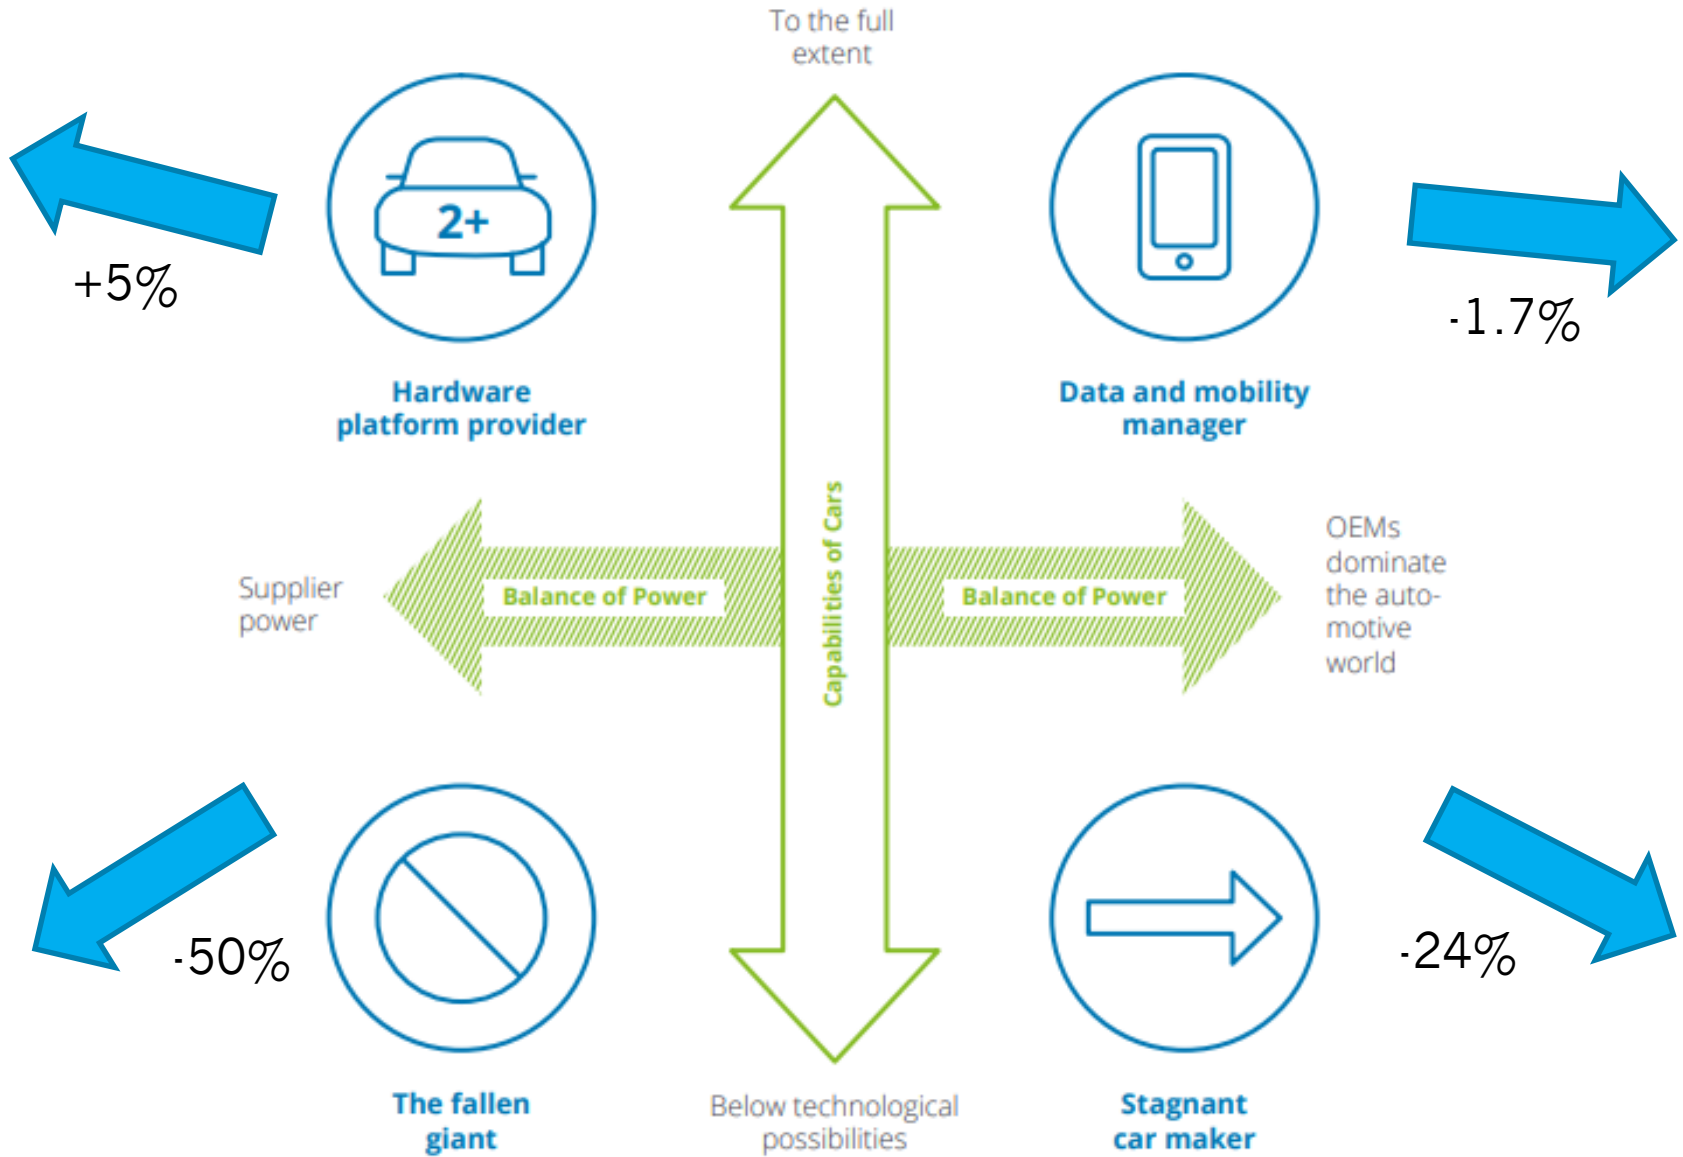 To the full
extent
2+
+5%
-1.7%
Hardware
platform provider
Data and mobility
manager
Capabilities of Cars
Supplier
power
Balance of Power
Balance of Power
OEMs
dominate
the auto-
motive
world
-50%
-24%
The fallen
giant
Below technological
possibilities
Stagnant
car maker